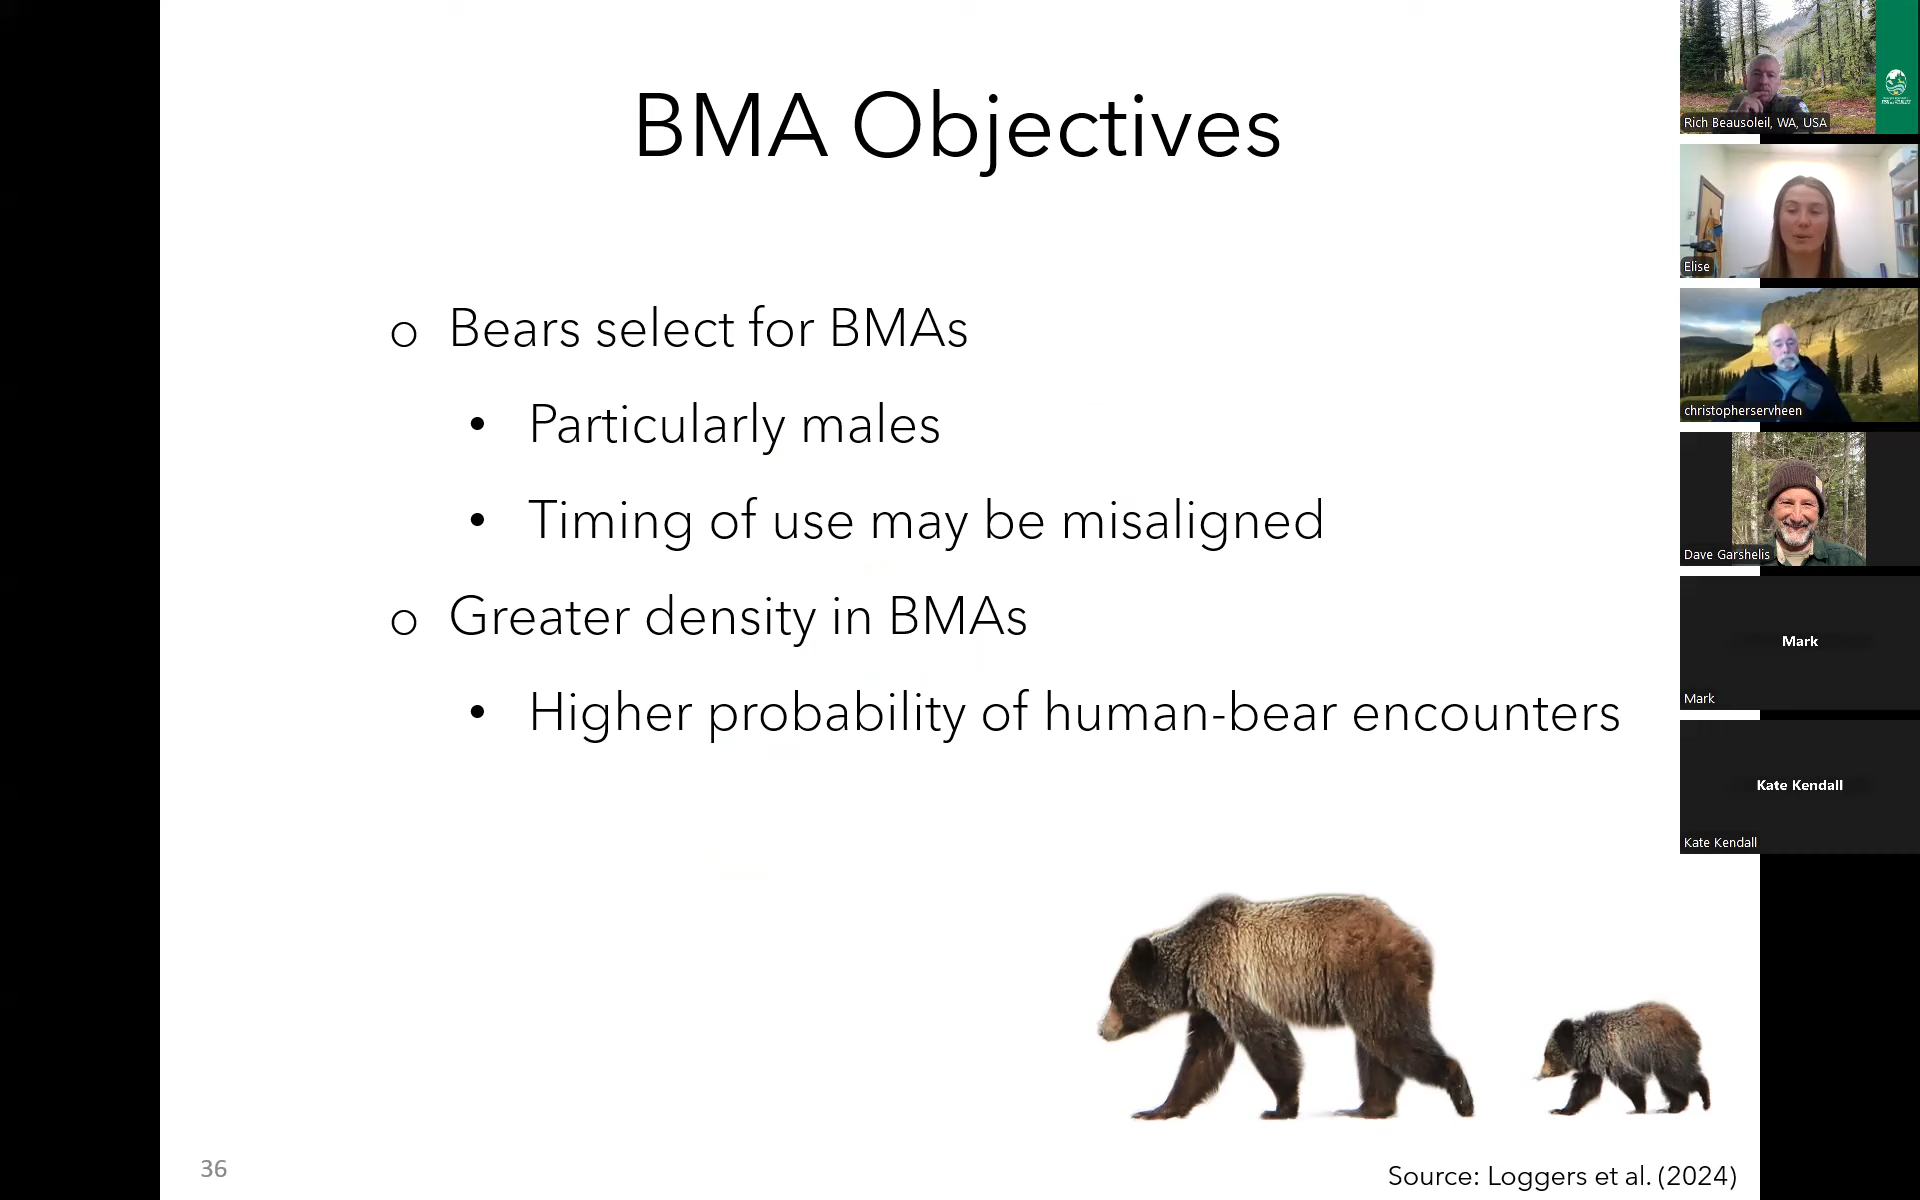 BMA Objectives
o Bears select for BMAs
• Particularly males
• Timing of use may be misaligned
o Greater density in BMAs
• Higher probability of human-bear encounters
36
Source: Loggers et al. (2024)
Rich Beausoleil, WA, USA
Elise
christopherservheen
Dave Garshelis
Mark
Mark
Kate Kendall
Kate Kendall